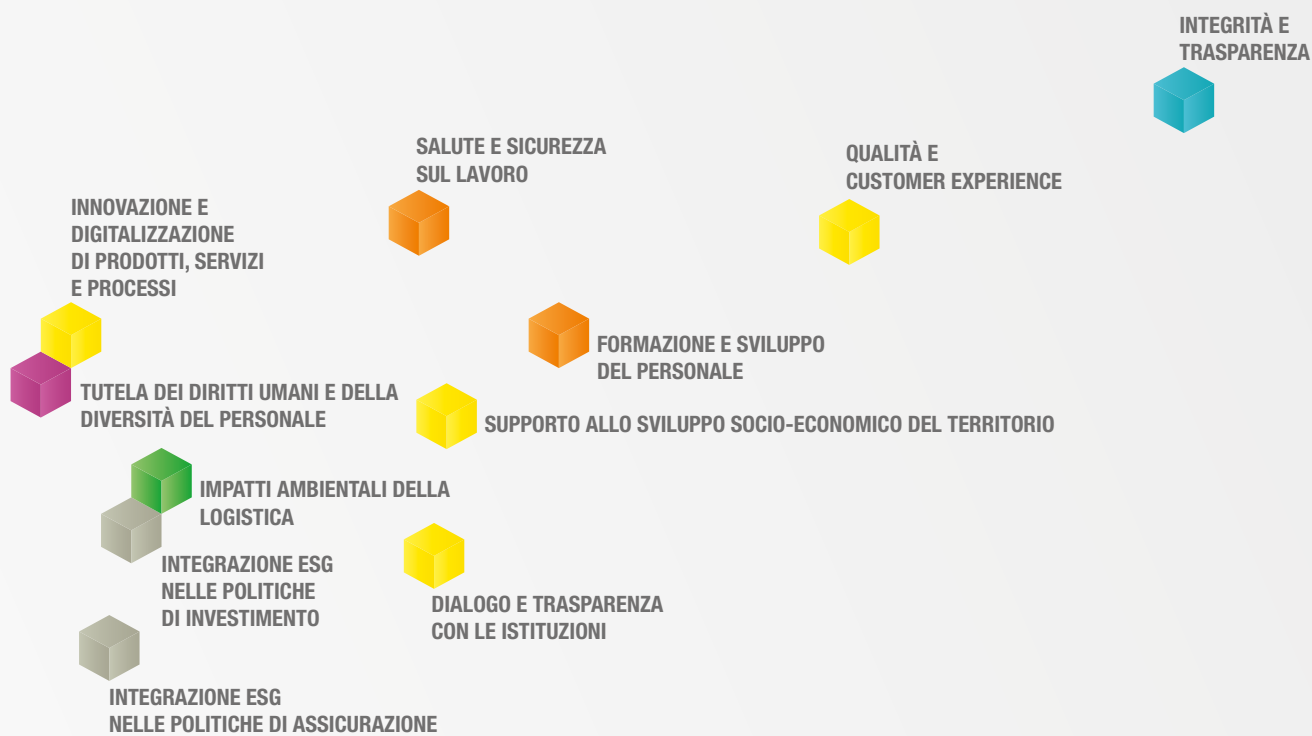 INTEGRITÀ E
TRASPARENZA
SALUTE E SICUREZZA
SUL LAVORO
QUALITÀ E
CUSTOMER EXPERIENCE
INNOVAZIONE E
DIGITALIZZAZIONE
DI PRODOTTI, SERVIZI
E PROCESSI
FORMAZIONE E SVILUPPO
DEL PERSONALE
TUTELA DEI DIRITTI UMANI E DELLA
DIVERSITÀ DEL PERSONALE
SUPPORTO ALLO SVILUPPO SOCIO-ECONOMICO DEL TERRITORIO
IMPATTI AMBIENTALI DELLA
LOGISTICA
INTEGRAZIONE ESG
NELLE POLITICHE
DI INVESTIMENTO
DIALOGO E TRASPARENZA
CON LE ISTITUZIONI
INTEGRAZIONE ESG
NELLE POLITICHE DI ASSICURAZIONE